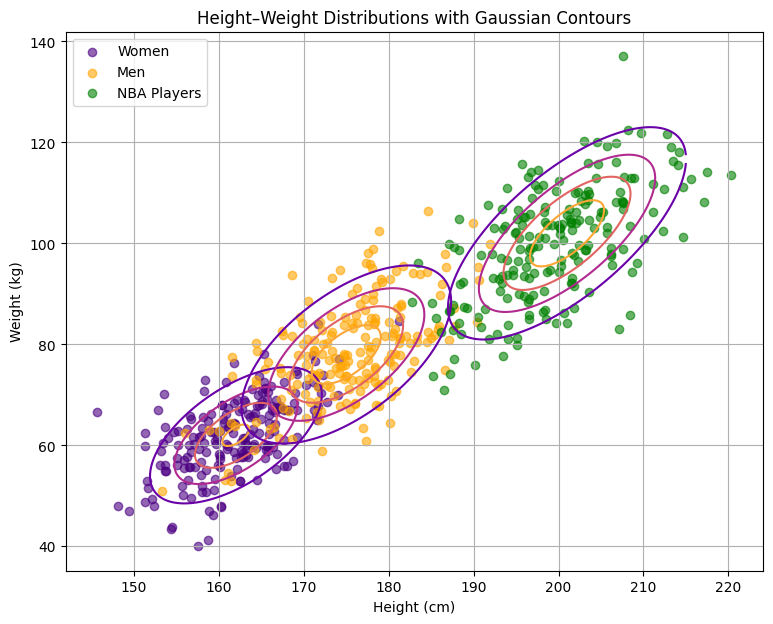 Height–Weight Distributions with Gaussian Contours
Women
Men
NBA Players
140
120
100
80
60
40
Weight (kg)
150 160 170 180 190 200 210 220
Height (cm)